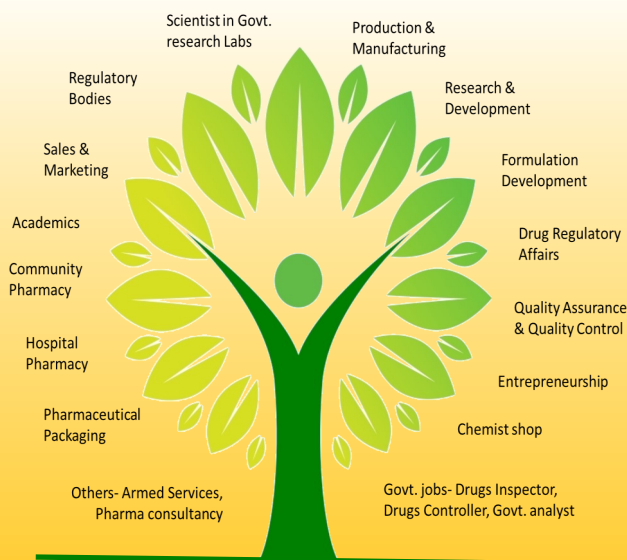 Scientist in Govt.
research Labs
Production &
Manufacturing
Regulatory
Bodies
Research &
Development
Sales &
Marketing
Formulation
Development
Academics
Drug Regulatory
Affairs
Community
Pharmacy
Quality Assurance
& Quality Control
Hospital
Pharmacy
Entrepreneurship
Pharmaceutical
Packaging
Chemist shop
Others- Armed Services,
Pharma consultancy
Govt. jobs- Drugs Inspector,
Drugs Controller, Govt. analyst